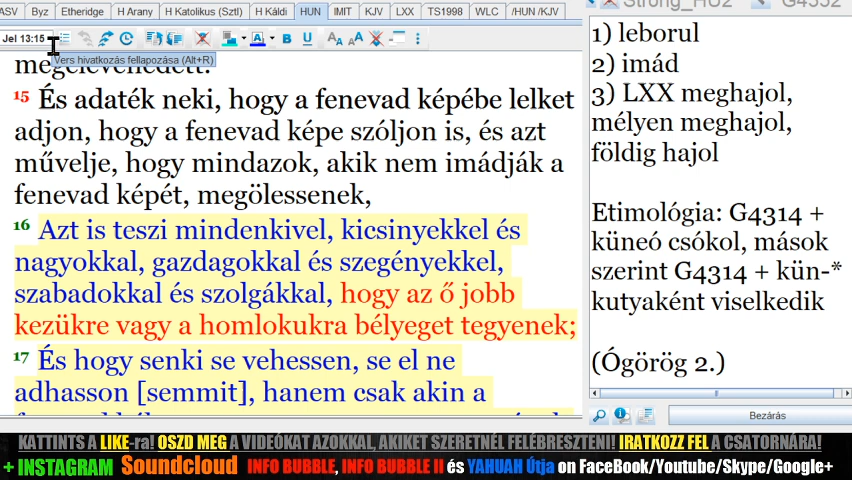 ASV Byz Etheridge H Arany H Katolikus (Sztl) H Káldi HUN IMIT KJV LXX TS1998 WLC /HUN /KJV
Jel 13:15
Vers hivatkozás fellapozása (Alt+R)
megelevenedett.
15 És adaték neki, hogy a fenevad képébe lelket
adjon, hogy a fenevad képe szóljon is, és azt
művelje, hogy mindazok, akik nem imádják a
fenevad képét, megölessenek,
16 Azt is teszi mindenkivel, kicsinyekkel és
nagyokkal, gazdagokkal és szegényekkel,
szabadokkal és szolgákkal, hogy az ő jobb
kezükre vagy a homlokukra bélyeget tegyenek;
17 És hogy senki se vehessen, se el ne
adhasson [semmit], hanem csak akin a
Strong_HU2 G4352
1) leborul
2) imád
3) LXX meghajol,
mélyen meghajol,
földig hajol
Etimológia: G4314 +
küneó csókol, mások
szerint G4314 + kün-*
kutyaként viselkedik
(Ógörög 2.)
Bezárás
KATTINTS A LIKE-ra! OSZD MEG A VIDEÓKAT AZOKKAL, AKIKET SZERETNÉL FELÉBRESZTENI! IRATKOZZ FEL A CSATORNÁRA!
+ INSTAGRAM Soundcloud INFO BUBBLE, INFO BUBBLE II és YAHUAH Útja on FaceBook/Youtube/Skype/Google+